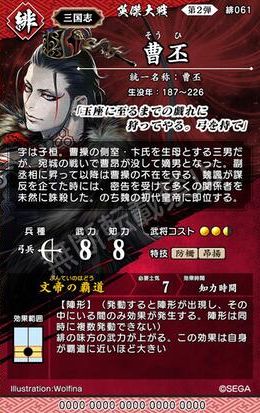 緋
三国志
英傑大戦
第2弾
緋061
そう ひ
曹丕
統一名称：曹丕
生没年：187～226
「玉座に至るまでの戯れに
狩ってやる。弓を持て」
字は子桓。曹操の側室・卞氏を生母とする三男だ
が、宛城の戦いで曹昂が没して嫡男となった。副
丞相に昇って以降は曹操の不在を守る。魏諷が謀
反を企てた時には、密告を受けて多くの関係者を
未然に誅殺した。のち魏の初代皇帝に即位する。
兵種 武力 知力 武将コスト
弓兵 8 8
特技 防柵 昂揚
ぶんていのはどう
文帝の覇道
必要士気
7
効果時間
知力時間
効果範囲
【陣形】（発動すると陣形が出現し、その
中にいる間のみ効果が発生する。陣形は同
時に複数発動できない）
緋の味方の武力が上がる。この効果は自身
が覇道に近いほど大きい
Illustration:Wolfina
©SEGA
0000-0000-0000-0000-0000